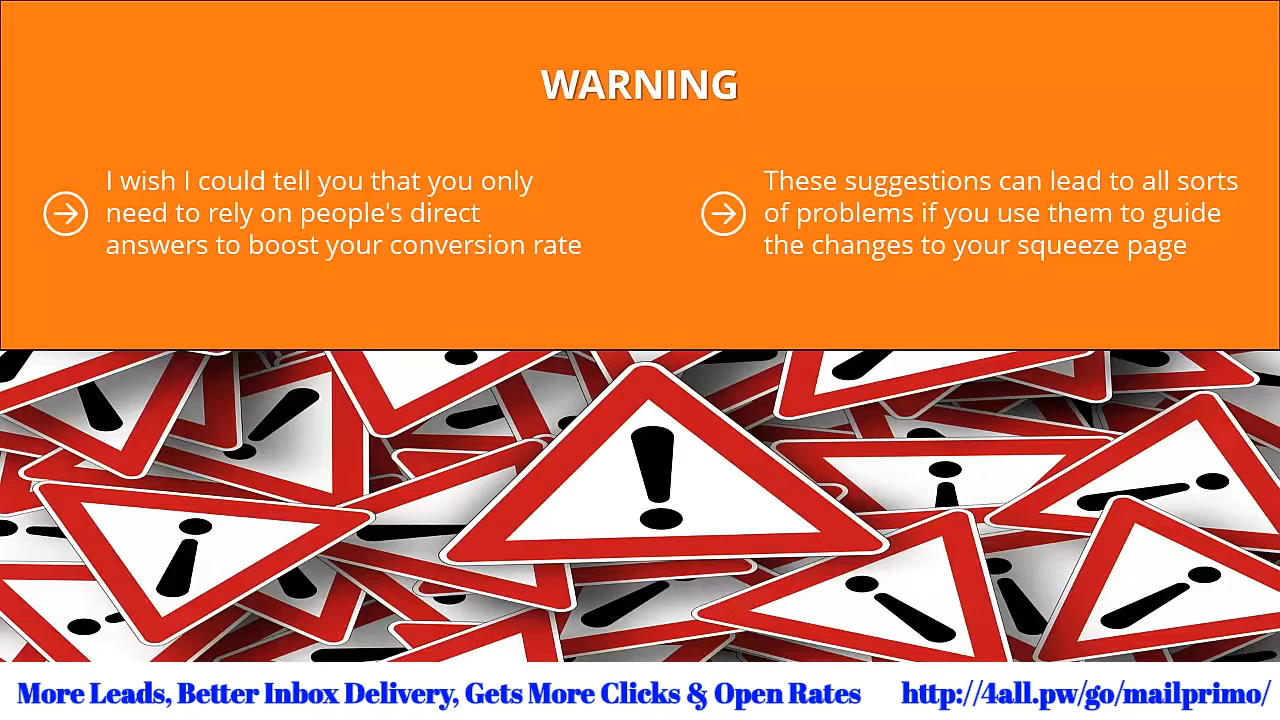 WARNING
I wish I could tell you that you only
need to rely on people's direct
answers to boost your conversion rate
These suggestions can lead to all sorts
of problems if you use them to guide
the changes to your squeeze page
More Leads, Better Inbox Delivery, Gets More Clicks & Open Rates
http://4all.pw/go/mailprimo/